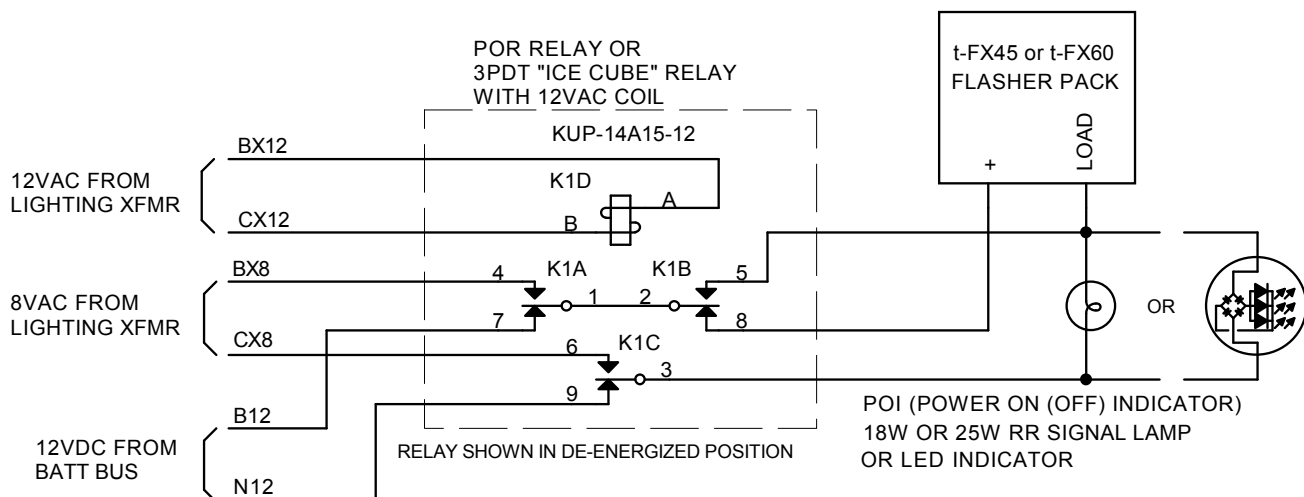 POR RELAY OR
3PDT "ICE CUBE" RELAY
WITH 12VAC COIL
KUP-14A15-12
t-FX45 or t-FX60
FLASHER PACK
+
LOAD
12VAC FROM
LIGHTING XFMR
BX12
CX12
K1D
A
B
8VAC FROM
LIGHTING XFMR
BX8
CX8
4
K1A
1
7
K1B
2
5
8
6
K1C
3
9
OR
12VDC FROM
BATT BUS
B12
N12
RELAY SHOWN IN DE-ENERGIZED POSITION
POI (POWER ON (OFF) INDICATOR)
18W OR 25W RR SIGNAL LAMP
OR LED INDICATOR